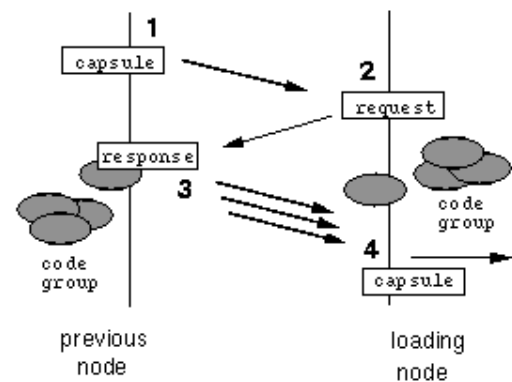 1
capsule
2
request
response
3
code
group
code
group
4
capsule
previous
node
loading
node